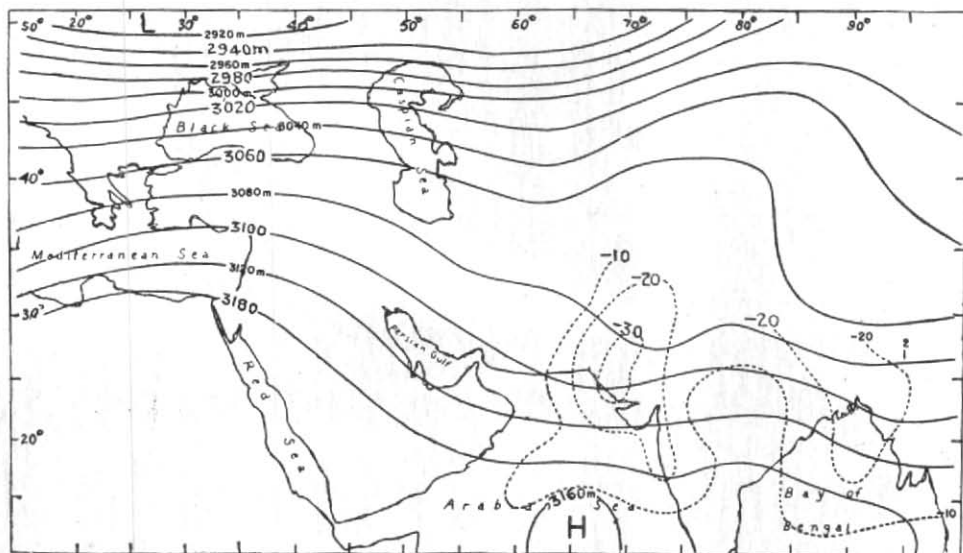 50° L 20° 30° 40° 50° 60° 70° 80° 90°
2920m
2940m
2960m
2980
3000m
3020
Black Sea
3040m
Caspian Sea
3060
40°
3080m
3100
Mediterranean Sea
3120m
-10
-20
30°
3180
-20
-20
-30
Persian Gulf
Red Sea
20°
3160m
Arabian Sea
H
Bay of
Bengal
-10